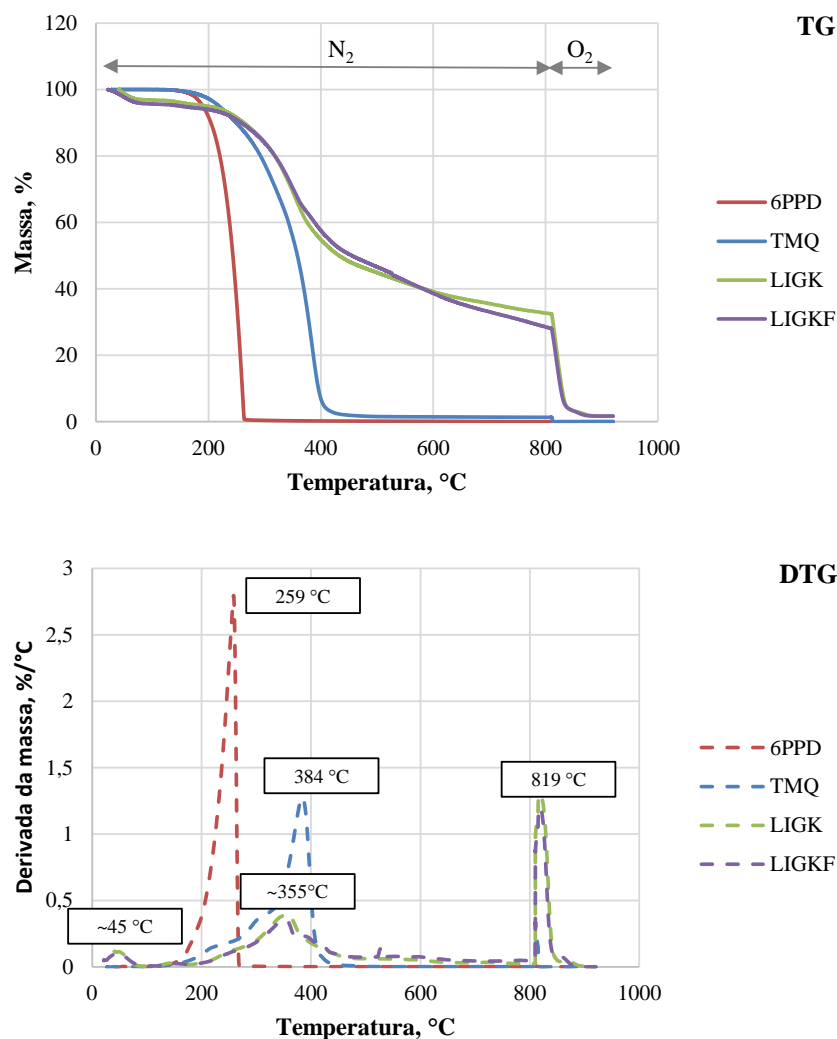 TG
120
100
80
60
40
20
0
N2
O2
Massa, %
0
200
400
600
800
1000
Temperatura, °C
6PPD
TMQ
LIGK
LIGKF
DTG
3
2,5
2
1,5
1
0,5
0
Derivada da massa, %/°C
259 °C
384 °C
819 °C
~355°C
~45 °C
0
200
400
600
800
1000
Temperatura, °C
6PPD
TMQ
LIGK
LIGKF